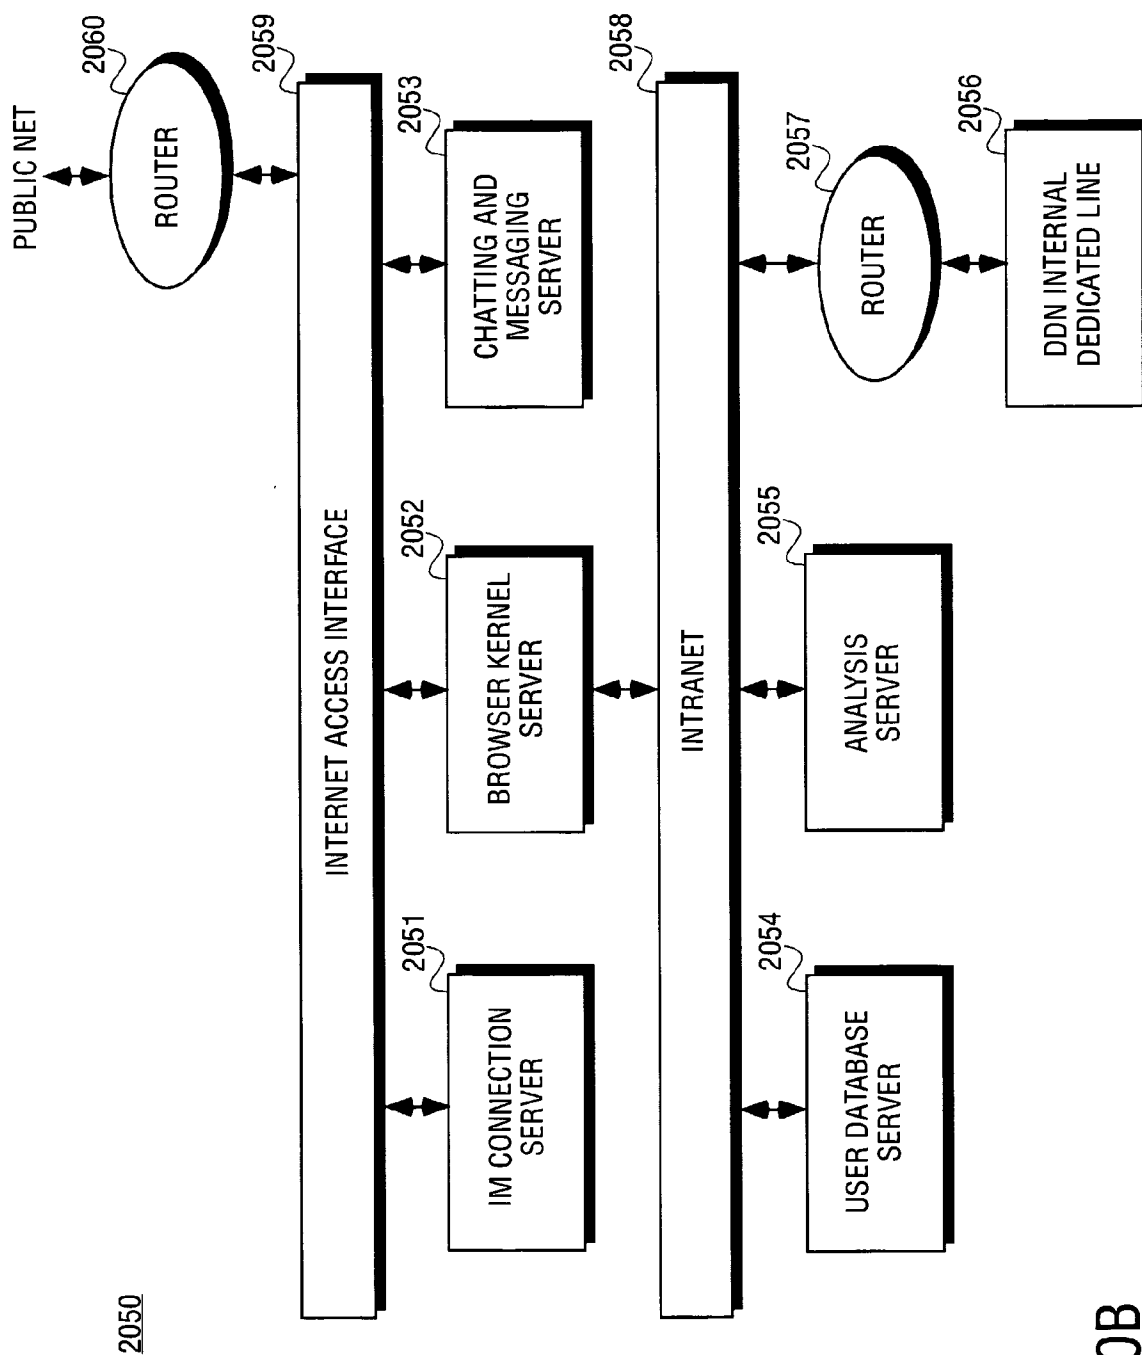 2050
PUBLIC NET
ROUTER
2060
INTERNET ACCESS INTERFACE
2059
IM CONNECTION
SERVER
2051
BROWSER KERNEL
SERVER
2052
CHATTING AND
MESSAGING
SERVER
2053
INTRANET
2058
USER DATABASE
SERVER
2054
ANALYSIS
SERVER
2055
ROUTER
2057
DDN INTERNAL
DEDICATED LINE
2056
0B